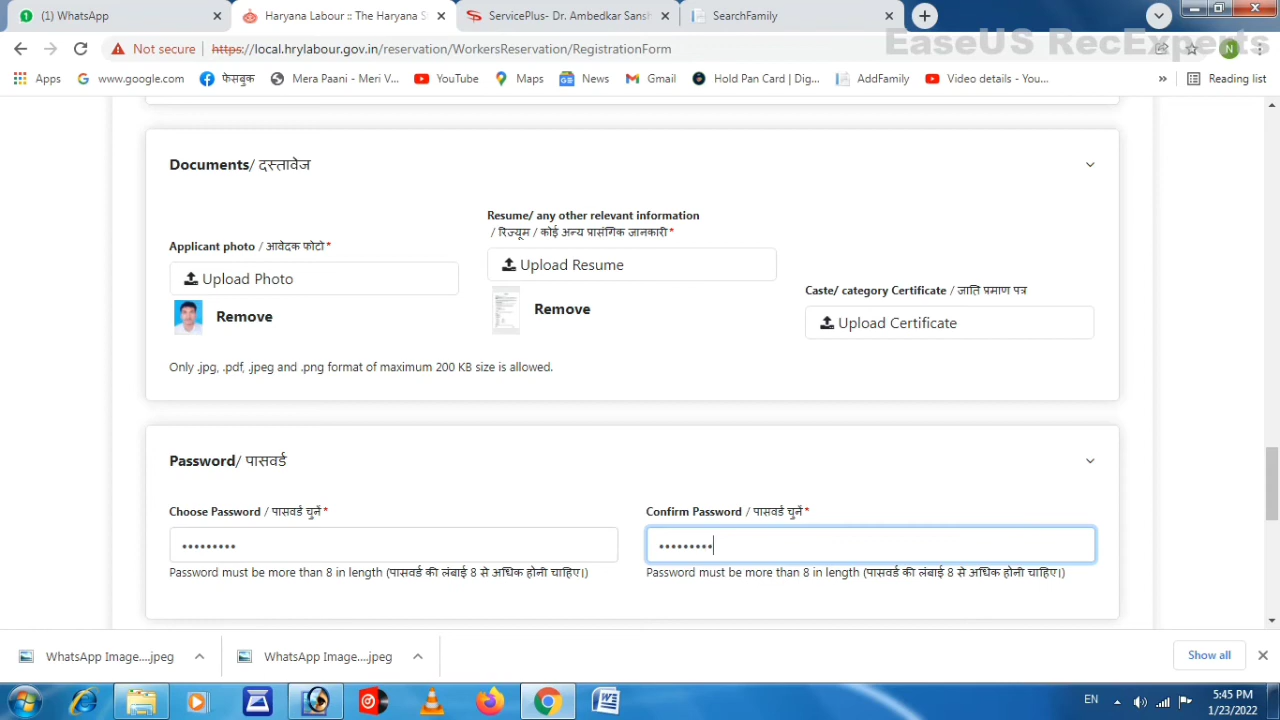 (1) WhatsApp
Haryana Labour :: The Haryana S
ServicePlus- Dr. Ambedkar Sansh
SearchFamily
Not secure
https://local.hrylabour.gov.in/reservation/WorkersReservation/RegistrationForm
EaseUS RecExperts
N
Apps
www.google.com
फेसबुक
Mera Paani - Meri V...
YouTube
Maps
News
Gmail
Hold Pan Card | Dig...
AddFamily
Video details - You...
»
Reading list
Documents/ दस्तावेज
Resume/ any other relevant information
/ रिज्यूम / कोई अन्य प्रासंगिक जानकारी*
Applicant photo / आवेदक फोटो*
Upload Resume
Upload Photo
Caste/ category Certificate / जाति प्रमाण पत्र
Remove
Remove
Upload Certificate
Only .jpg, .pdf, .jpeg and .png format of maximum 200 KB size is allowed.
Password/ पासवर्ड
Choose Password / पासवर्ड चुनें*
Confirm Password / पासवर्ड चुनें*
•••••••••
•••••••••
Password must be more than 8 in length (पासवर्ड की लंबाई 8 से अधिक होनी चाहिए।)
Password must be more than 8 in length (पासवर्ड की लंबाई 8 से अधिक होनी चाहिए।)
WhatsApp Image....jpeg
WhatsApp Image....jpeg
Show all
EN
5:45 PM
1/23/2022